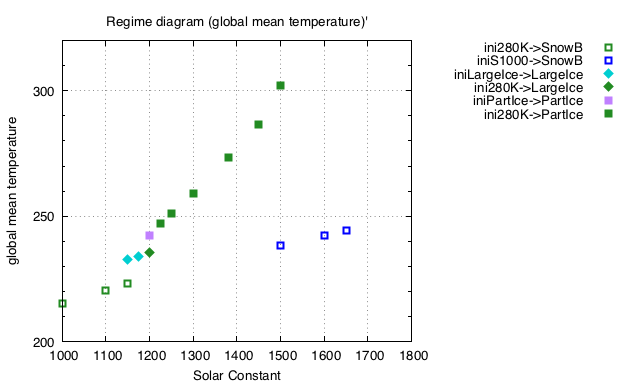 Regime diagram (global mean temperature)'
ini280K->SnowB
iniS1000->SnowB
iniLargeIce->LargeIce
ini280K->LargeIce
iniPartIce->PartIce
ini280K->PartIce
global mean temperature
300
250
200
1000 1100 1200 1300 1400 1500 1600 1700 1800
Solar Constant